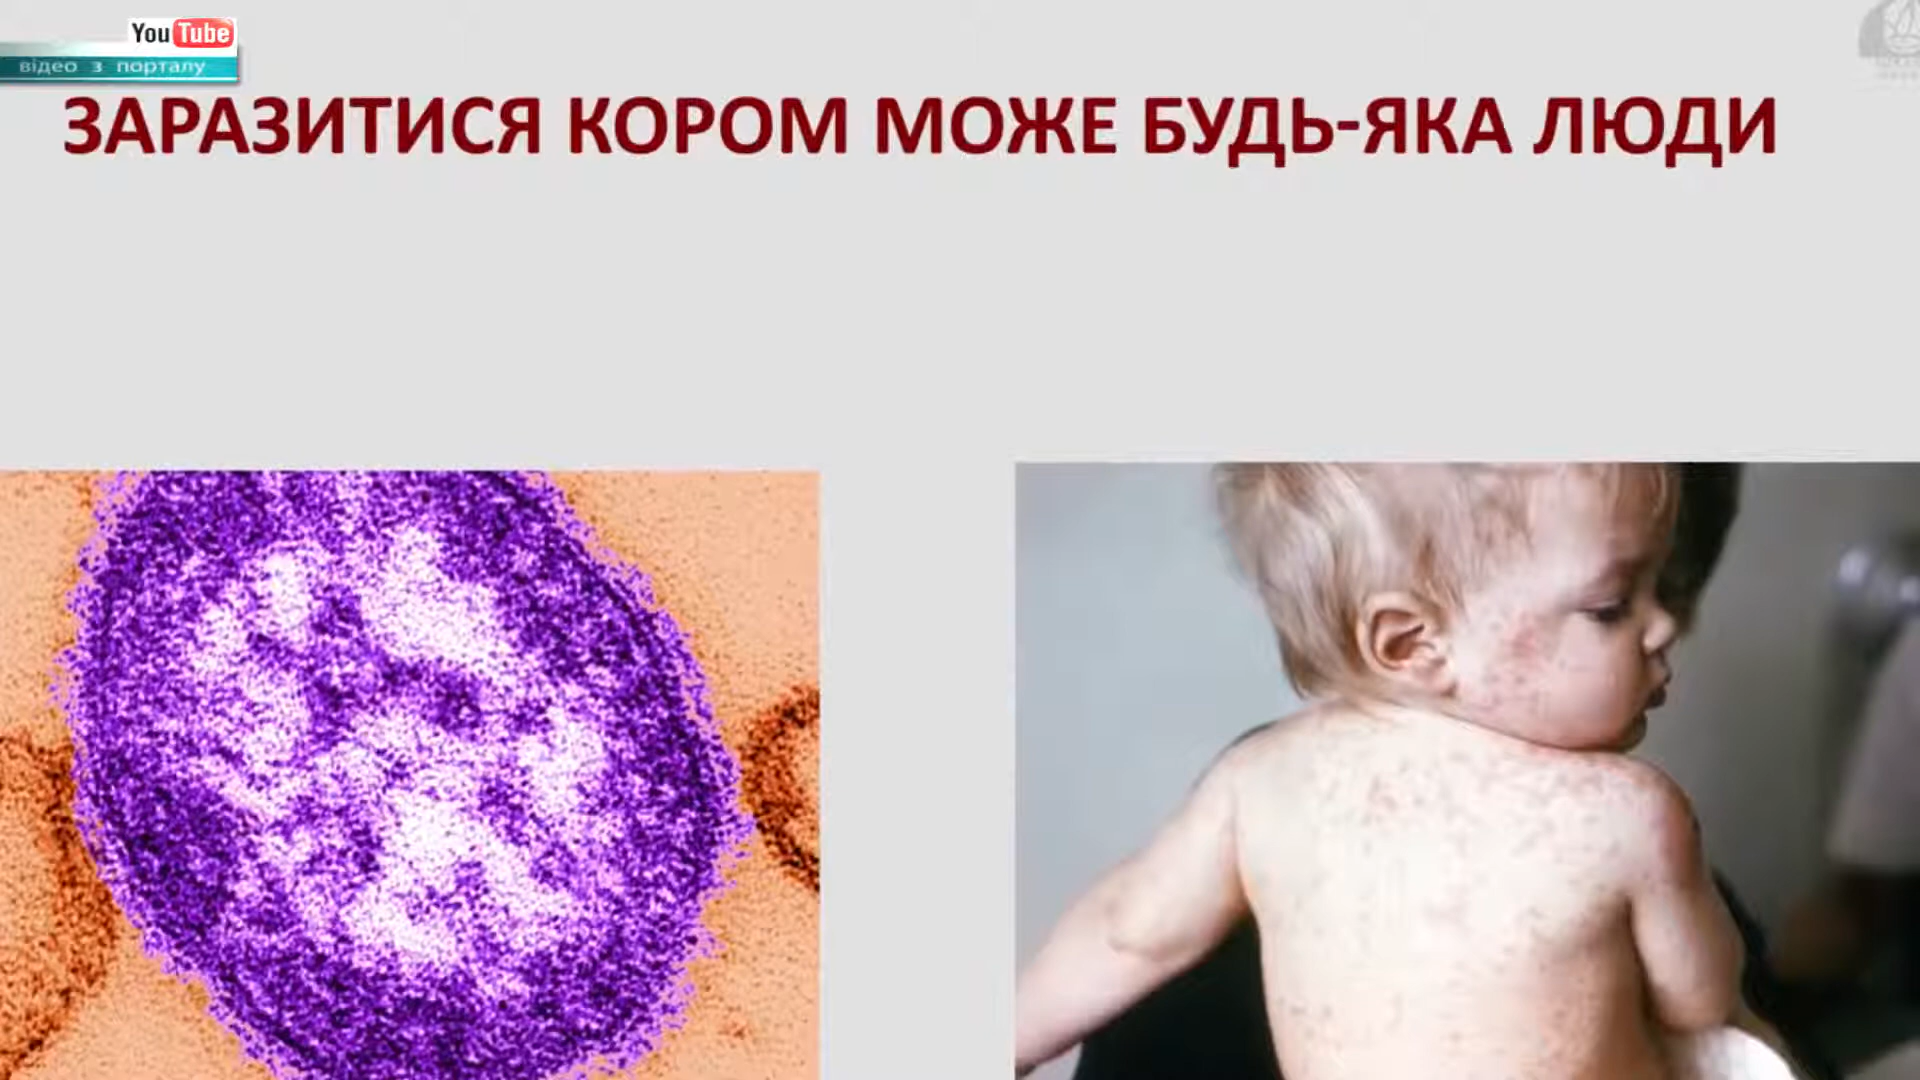 YouTube
відео з порталу
ЗАРАЗИТИСЯ КОРОМ МОЖЕ БУДЬ-ЯКА ЛЮДИ